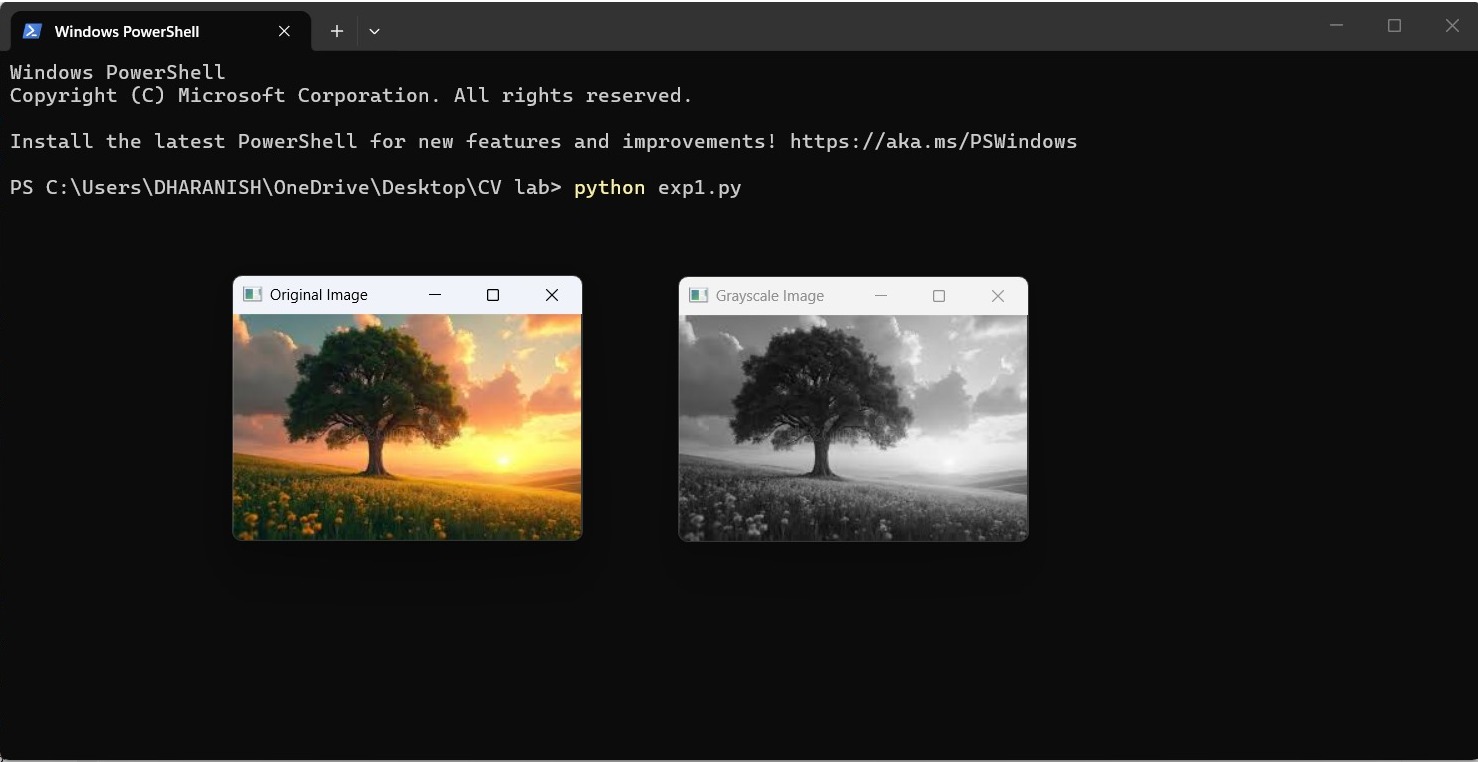 Windows PowerShell
Windows PowerShell
Copyright (C) Microsoft Corporation. All rights reserved.
Install the latest PowerShell for new features and improvements! https://aka.ms/PSWindows
PS C:\Users\DHARANISH\OneDrive\Desktop\CV lab> python exp1.py
Original Image
Grayscale Image